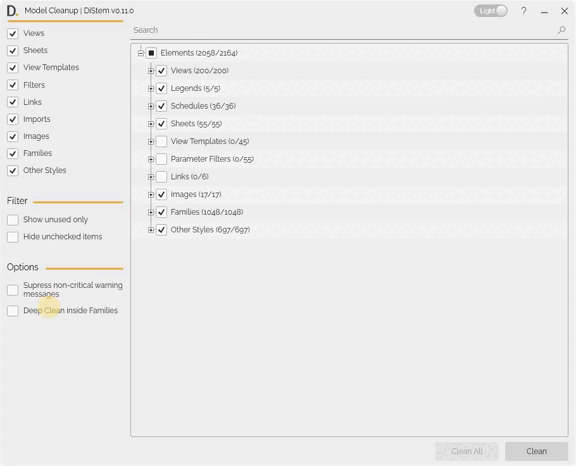 D. Model Cleanup | DiStem v0.11.0
Light
?
Views
Sheets
View Templates
Filters
Links
Imports
Images
Families
Other Styles
Filter
Show unused only
Hide unchecked items
Options
Supress non-critical warning
messages
Deep Clean inside Families
Search
Elements (2058/2164)
Views (200/200)
Legends (5/5)
Schedules (36/36)
Sheets (55/55)
View Templates (0/45)
Parameter Filters (0/55)
Links (0/6)
Images (17/17)
Families (1048/1048)
Other Styles (697/697)
Clean All
Clean